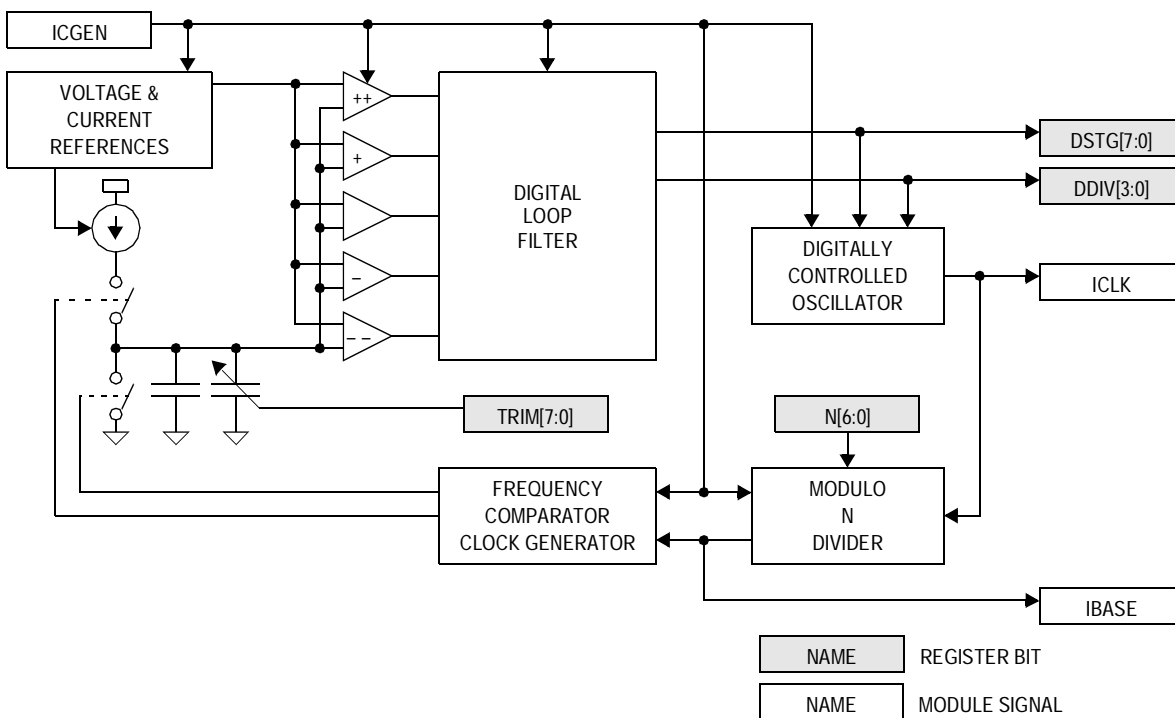 ICGEN
VOLTAGE &
CURRENT
REFERENCES
++
+
−
− −
DIGITAL
LOOP
FILTER
DSTG[7:0]
DDIV[3:0]
DIGITALLY
CONTROLLED
OSCILLATOR
ICLK
TRIM[7:0]
N[6:0]
FREQUENCY
COMPARATOR
CLOCK GENERATOR
MODULO
N
DIVIDER
IBASE
NAME REGISTER BIT
NAME MODULE SIGNAL